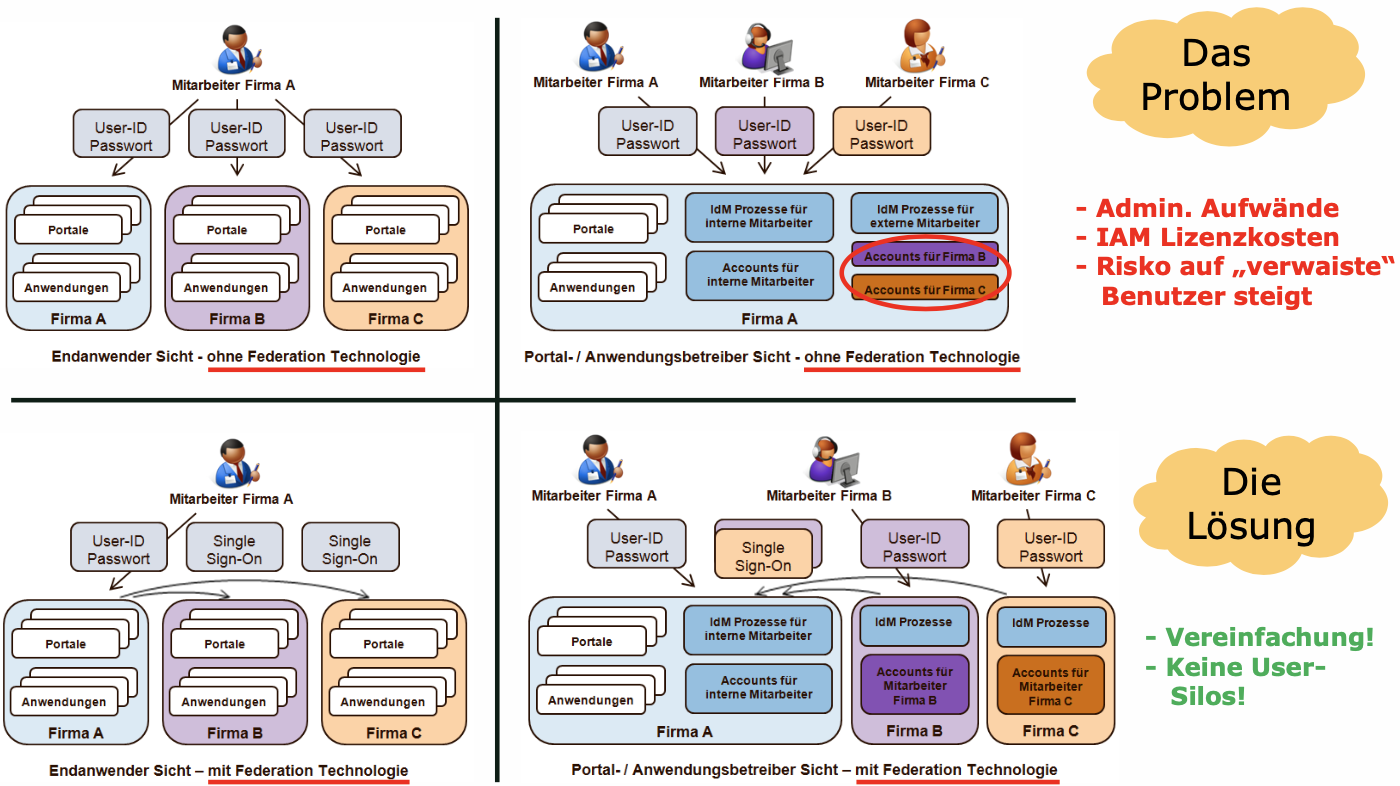 Mitarbeiter Firma A
User-ID
Passwort
User-ID
Passwort
User-ID
Passwort
Portale
Anwendungen
Firma A
Portale
Anwendungen
Firma B
Portale
Anwendungen
Firma C
Endanwender Sicht - ohne Federation Technologie
Mitarbeiter Firma A
Mitarbeiter Firma B
Mitarbeiter Firma C
User-ID
Passwort
User-ID
Passwort
User-ID
Passwort
Portale
Anwendungen
IdM Prozesse für
interne Mitarbeiter
Accounts für
interne Mitarbeiter
IdM Prozesse für
externe Mitarbeiter
Accounts für Firma B
Accounts für Firma C
Firma A
Portal- / Anwendungsbetreiber Sicht - ohne Federation Technologie
Das
Problem
- Admin. Aufwände
- IAM Lizenzkosten
- Risko auf „verwaiste“
Benutzer steigt
Mitarbeiter Firma A
User-ID
Passwort
Single
Sign-On
Single
Sign-On
Portale
Anwendungen
Firma A
Portale
Anwendungen
Firma B
Portale
Anwendungen
Firma C
Endanwender Sicht – mit Federation Technologie
Mitarbeiter Firma A
Mitarbeiter Firma B
Mitarbeiter Firma C
User-ID
Passwort
Single
Sign-On
User-ID
Passwort
User-ID
Passwort
Portale
Anwendungen
IdM Prozesse für
interne Mitarbeiter
Accounts für
interne Mitarbeiter
Firma A
IdM Prozesse
Accounts für
Mitarbeiter
Firma B
Firma B
IdM Prozesse
Accounts für
Mitarbeiter
Firma C
Firma C
Portal- / Anwendungsbetreiber Sicht – mit Federation Technologie
Die
Lösung
- Vereinfachung!
- Keine User-
Silos!